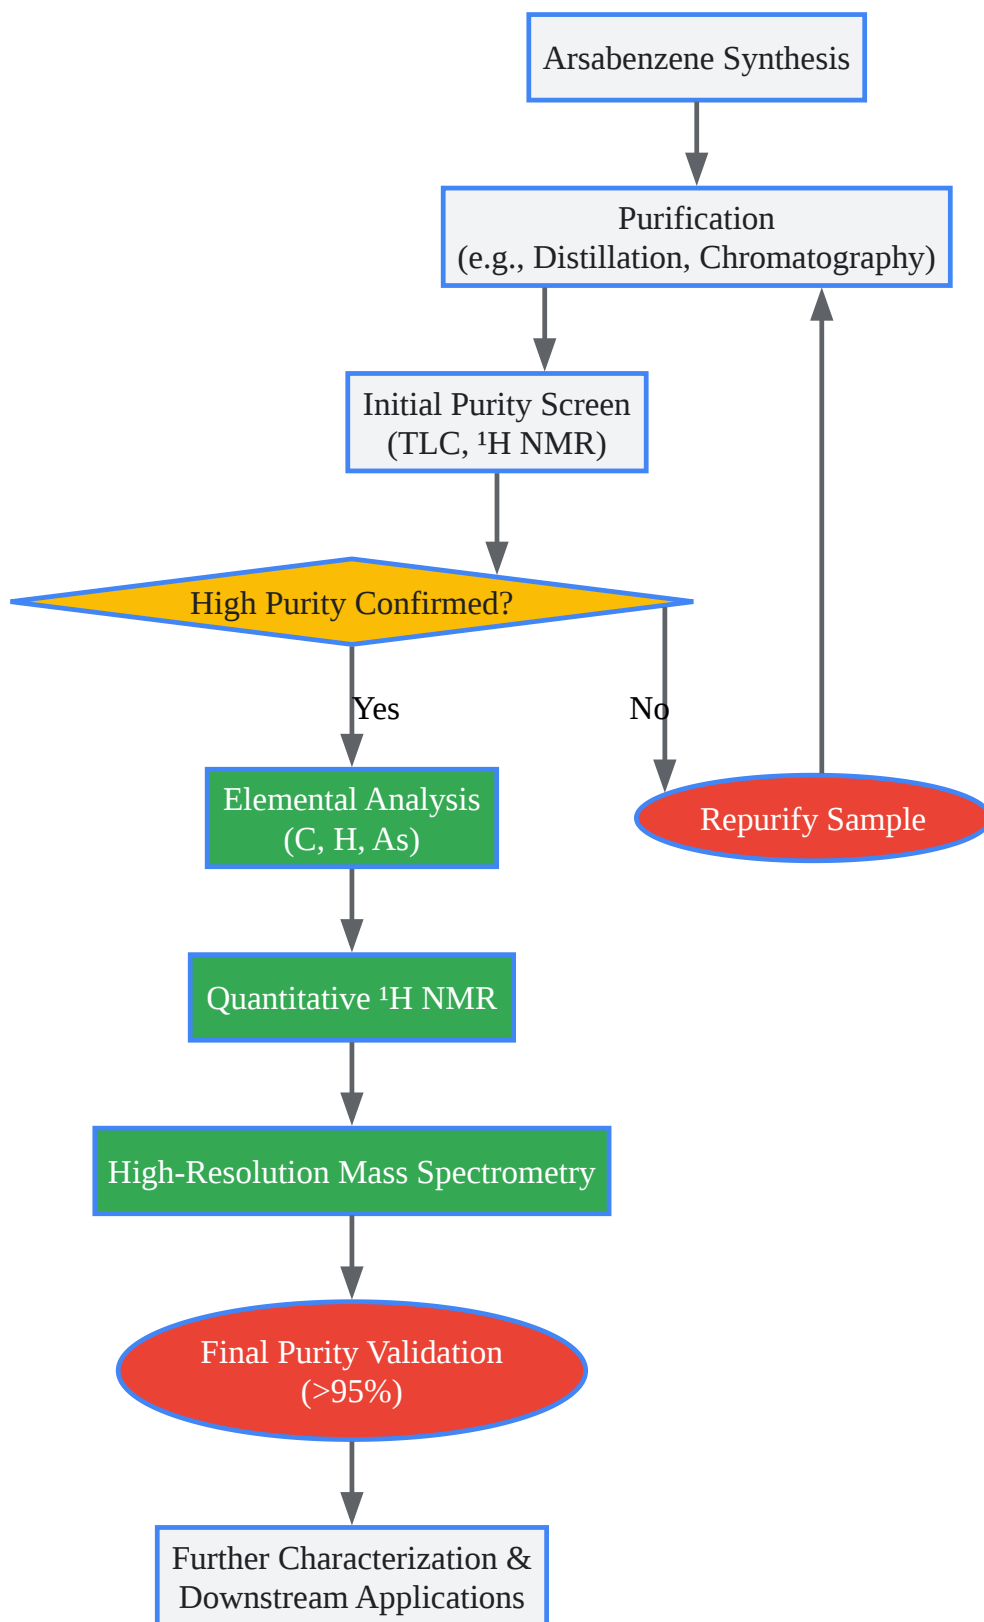 Arsabenzene Synthesis
Purification
(e.g., Distillation, Chromatography)
Initial Purity Screen
(TLC, ¹H NMR)
High Purity Confirmed?
Yes
No
Elemental Analysis
(C, H, As)
Repurify Sample
Quantitative ¹H NMR
High-Resolution Mass Spectrometry
Final Purity Validation
(>95%)
Further Characterization &
Downstream Applications